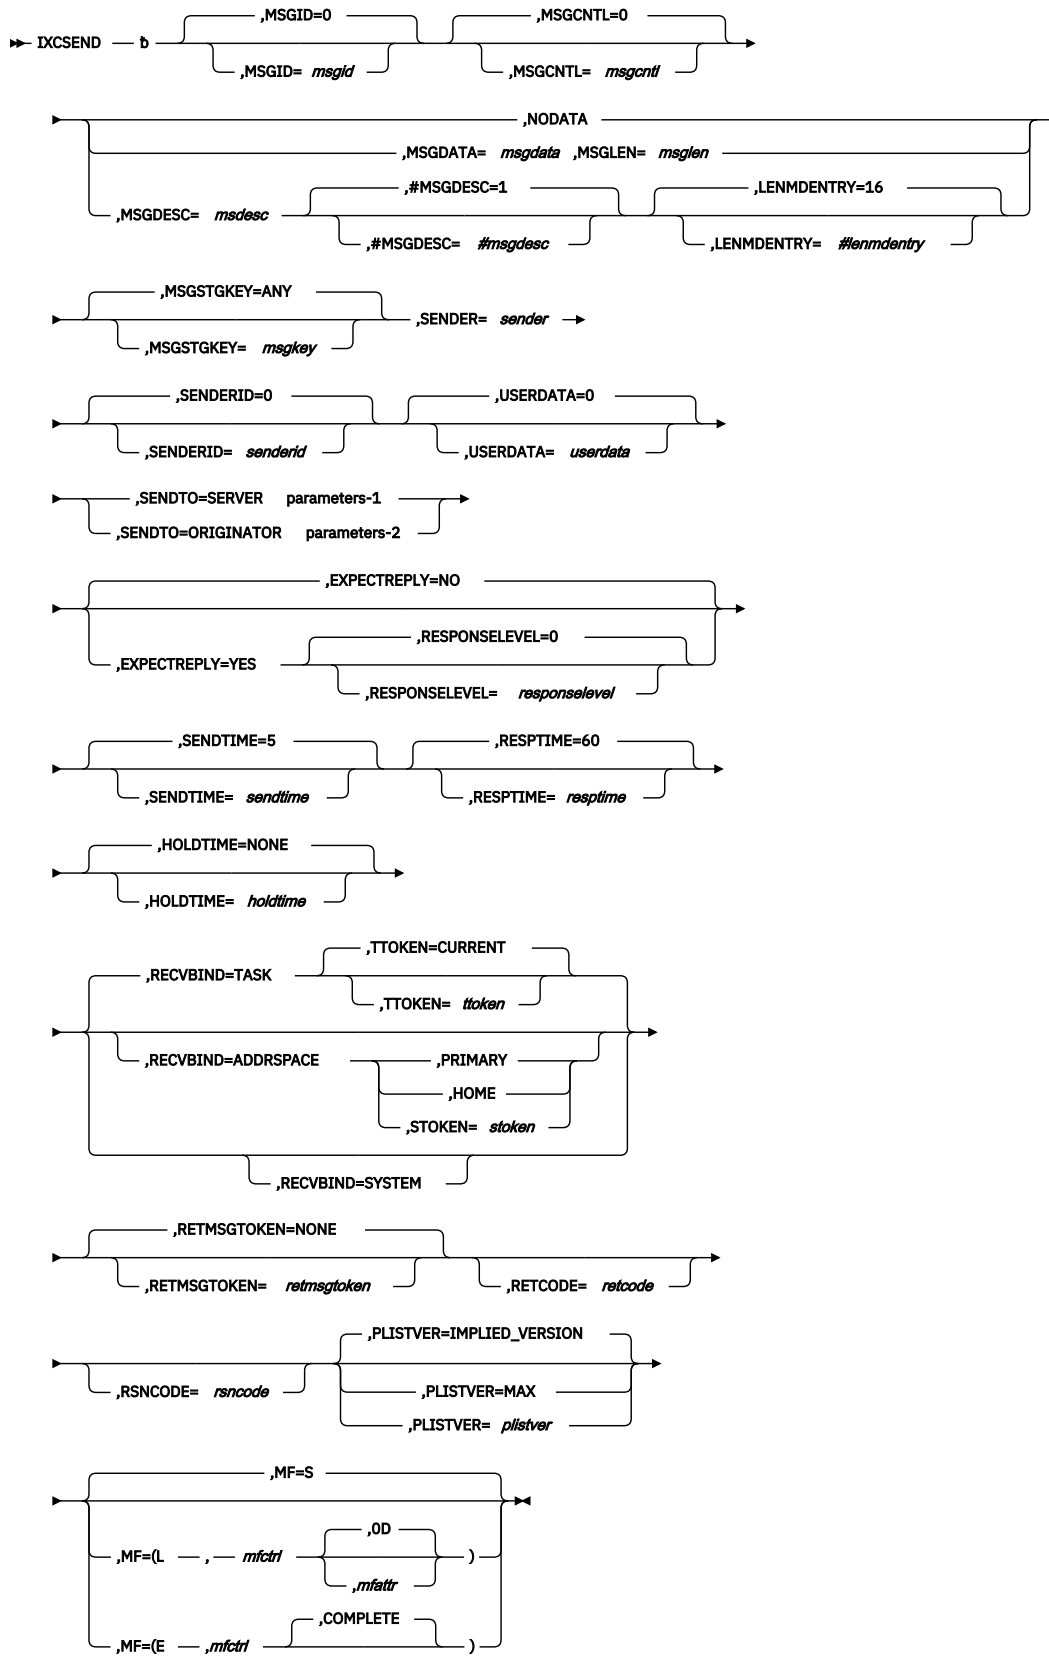 ,MSGID=0 ,MSGCNTL=0
IXCSEND ƀ
,MSGID= msgid ,MSGCNTL= msgcntl
,NODATA
,MSGDATA= msgdata ,MSGLEN= msglen
,#MSGDESC=1 ,LENMDENTRY=16
,MSGDESC= msdesc
,#MSGDESC= #msgdesc ,LENMDENTRY= #lenmdentry
,MSGSTGKEY=ANY
,SENDER= sender
,MSGSTGKEY= msgkey
,SENDERID=0 ,USERDATA=0
,SENDERID= senderid ,USERDATA= userdata
,SENDTO=SERVER parameters-1
,SENDTO=ORIGINATOR parameters-2
,EXPECTREPLY=NO
,RESPONSELEVEL=0
,EXPECTREPLY=YES
,RESPONSELEVEL= responselevel
,SENDTIME=5 ,RESPTIME=60
,SENDTIME= sendtime ,RESPTIME= resptime
,HOLDTIME=NONE
,HOLDTIME= holdtime
,TTOKEN=CURRENT
,RECVBIND=TASK
,TTOKEN= ttoken
,RECVBIND=ADDRSPACE ,PRIMARY
,HOME
,STOKEN= stoken
,RECVBIND=SYSTEM
,RETMSGTOKEN=NONE
,RETMSGTOKEN= retmsgtoken ,RETCODE= retcode
,PLISTVER=IMPLIED_VERSION
,RSNCODE= rsncode ,PLISTVER=MAX
,PLISTVER= plistver
,MF=S
,0D
,MF=(L , mfctrl )
,mfattr
,COMPLETE
,MF=(E ,mfctrl )